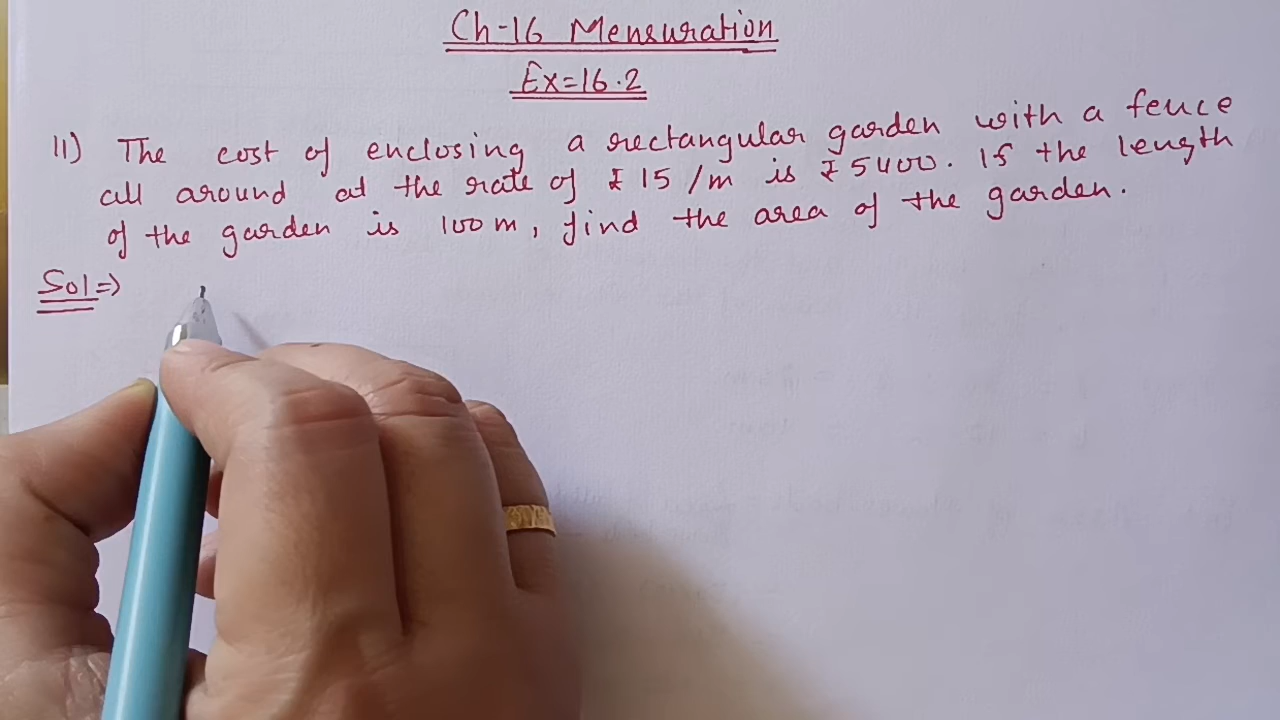 Ch-16 Mensuration
Ex=16.2
11) The cost of enclosing a rectangular garden with a fence
all around at the rate of ₹ 15 /m is ₹ 5400. If the length
of the garden is 100 m, find the area of the garden.
Sol=>